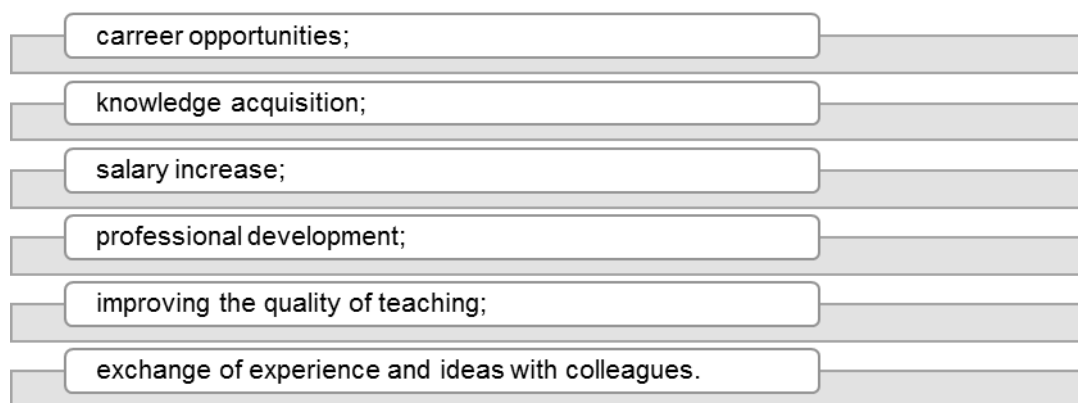 carreer opportunities;
knowledge acquisition;
salary increase;
professional development;
improving the quality of teaching;
exchange of experience and ideas with colleagues.